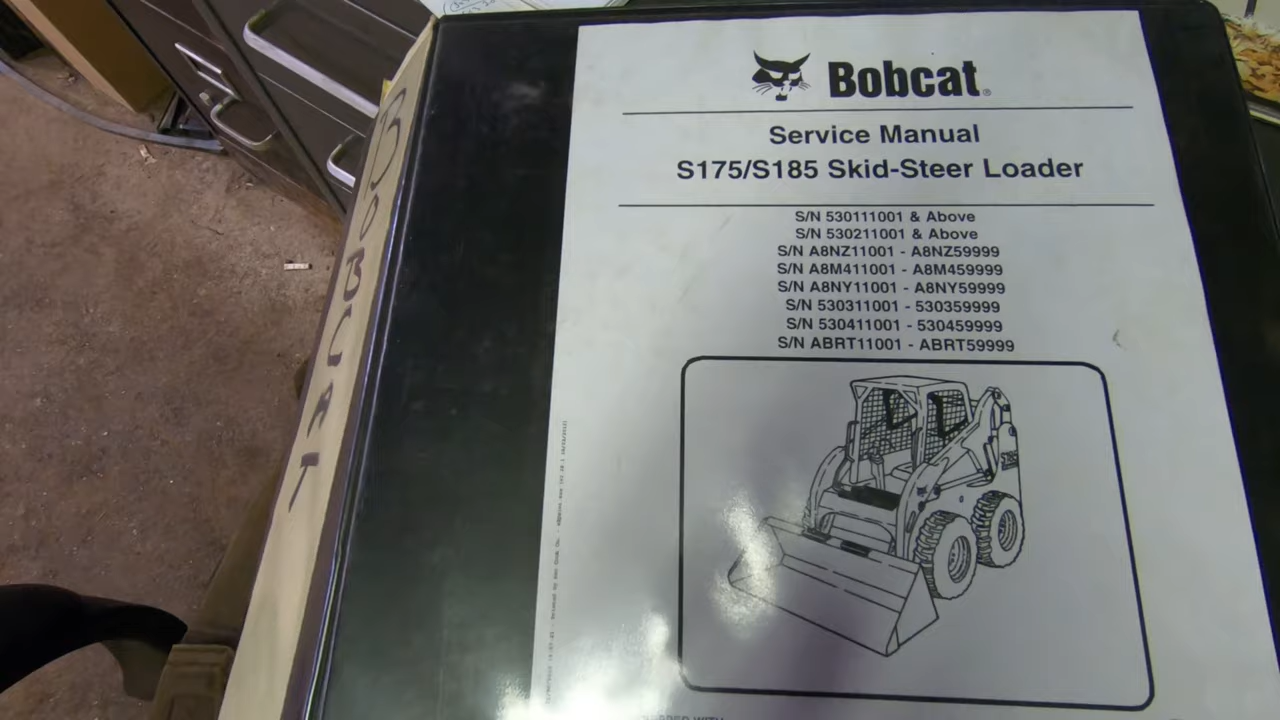 BOBCAT
Bobcat®
Service Manual
S175/S185 Skid-Steer Loader
S/N 530111001 & Above
S/N 530211001 & Above
S/N A8NZ11001 - A8NZ59999
S/N A8M411001 - A8M459999
S/N A8NY11001 - A8NY59999
S/N 530311001 - 530359999
S/N 530411001 - 530459999
S/N ABRT11001 - ABRT59999